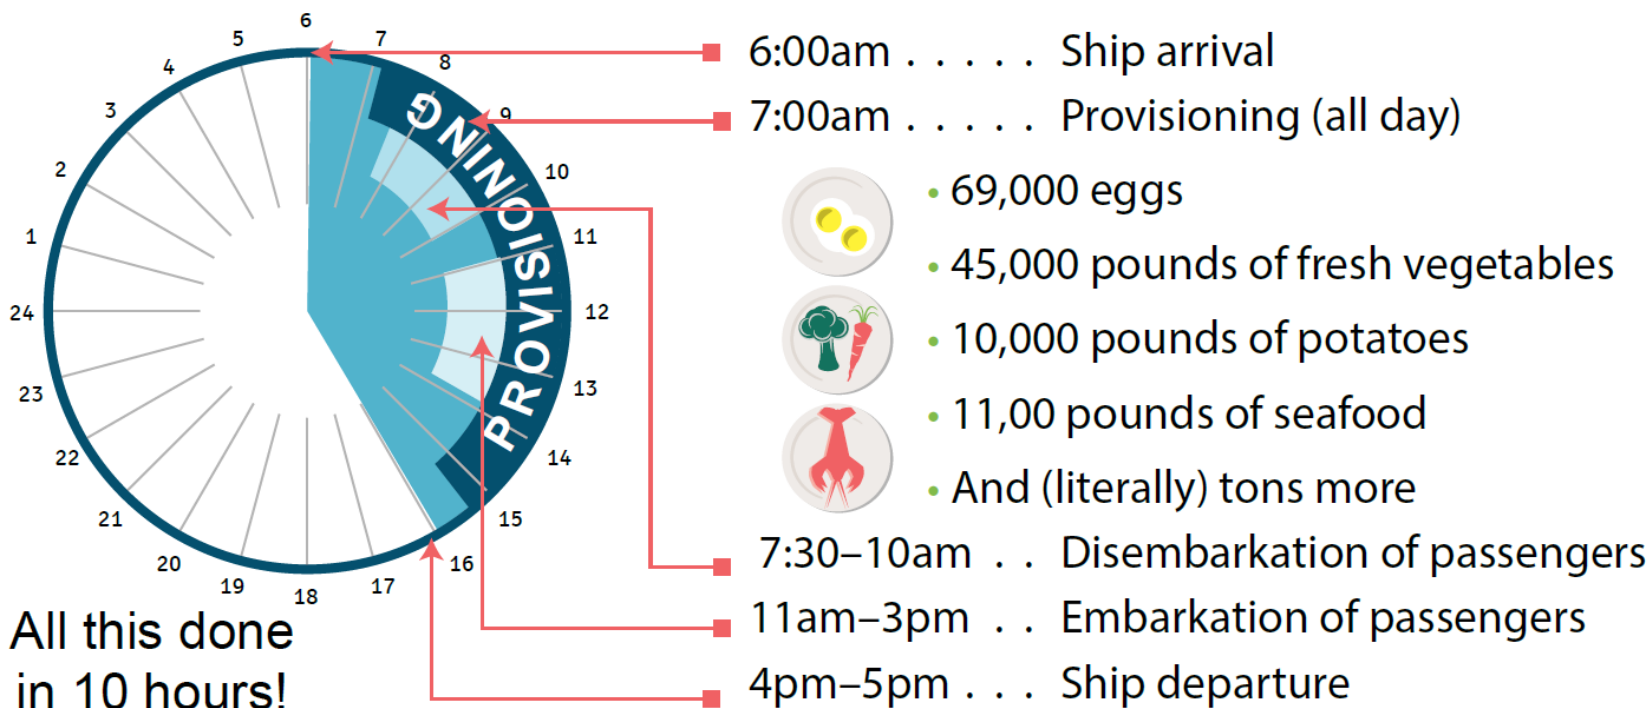 6
7
8
9
10
11
12
13
14
15
16
17
18
19
20
21
22
23
24
1
2
3
4
5
PROVISIONING
All this done
in 10 hours!
6:00am . . . . . Ship arrival
7:00am . . . . . Provisioning (all day)
• 69,000 eggs
• 45,000 pounds of fresh vegetables
• 10,000 pounds of potatoes
• 11,00 pounds of seafood
• And (literally) tons more
7:30–10am . . Disembarkation of passengers
11am–3pm . . Embarkation of passengers
4pm–5pm . . . Ship departure